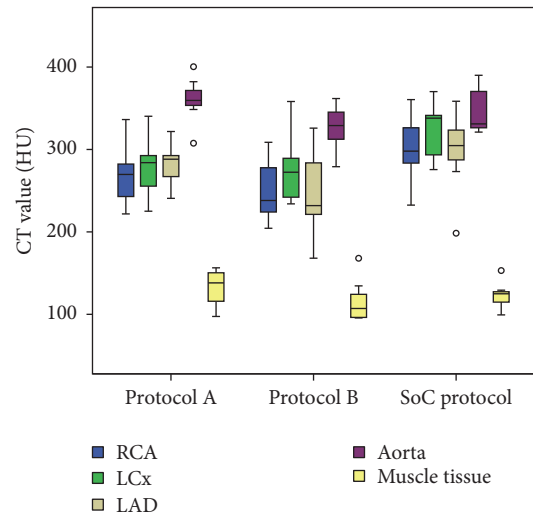 CT value (HU)
400
300
200
100
Protocol A
Protocol B
SoC protocol
RCA
LCx
LAD
Aorta
Muscle tissue